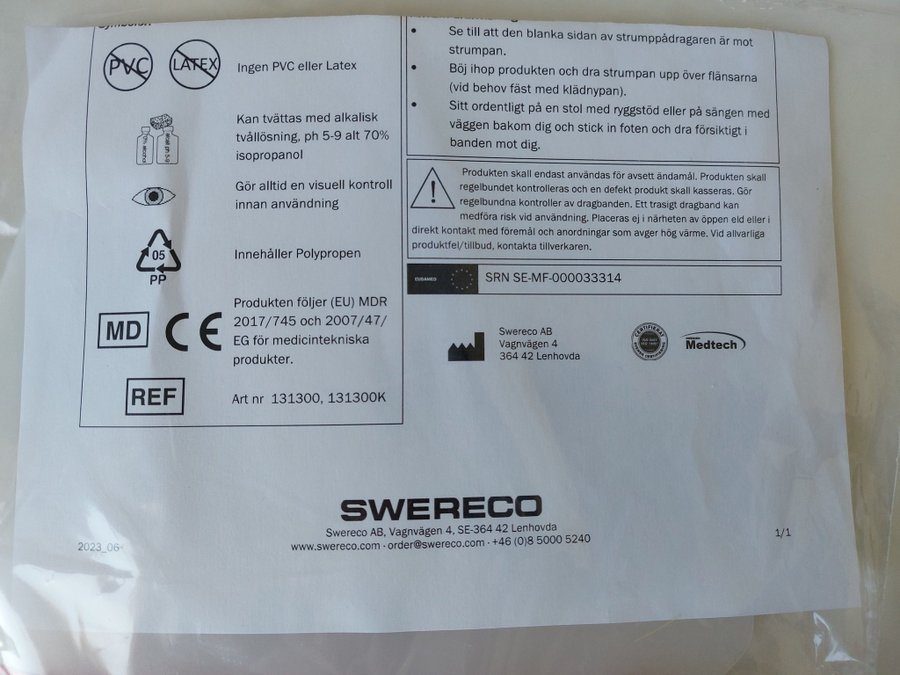 Symboler
PVC
LATEX
Ingen PVC eller Latex
Kan tvättas med alkalisk
tvållösning, ph 5-9 alt 70%
isopropanol
Gör alltid en visuell kontroll
innan användning
05
PP
Innehåller Polypropen
MD
CE
Produkten följer (EU) MDR
2017/745 och 2007/47/
EG för medicintekniska
produkter.
REF
Art nr 131300, 131300K
• Se till att den blanka sidan av strumppådragaren är mot
strumpan.
• Böj ihop produkten och dra strumpan upp över flänsarna
(vid behov fäst med klädnypan).
• Sitt ordentligt på en stol med ryggstöd eller på sängen med
väggen bakom dig och stick in foten och dra försiktigt i
banden mot dig.
Produkten skall endast användas för avsett ändamål. Produkten skall
regelbundet kontrolleras och en defekt produkt skall kasseras. Gör
regelbundna kontroller av dragbanden. Ett trasigt dragband kan
medföra risk vid användning. Placeras ej i närheten av öppen eld eller i
direkt kontakt med föremål och anordningar som avger hög värme. Vid allvarliga
produktfel/tillbud, kontakta tillverkaren.
EUDAMED
SRN SE-MF-000033314
Swereco AB
Vagnvägen 4
364 42 Lenhovda
CERTIFIERAT
Medtech
SWERECO
Swereco AB, Vagnvägen 4, SE-364 42 Lenhovda
www.swereco.com · order@swereco.com · +46 (0)8 5000 5240
2023_06-
1/1